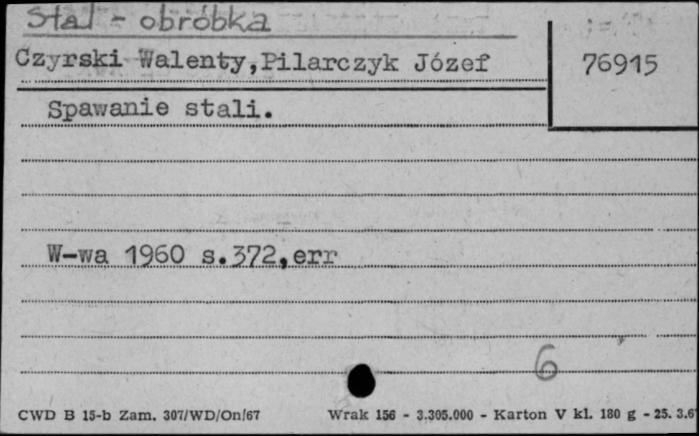 Stal - obróbka
Czyrski Walenty,Pilarczyk Józef
76915
Spawanie stali.
W-wa 1960 s.372,err
6
CWD B 15-b Zam. 307/WD/On/67
Wrak 156 - 3.305.000 - Karton V kl. 180 g - 25. 3.6